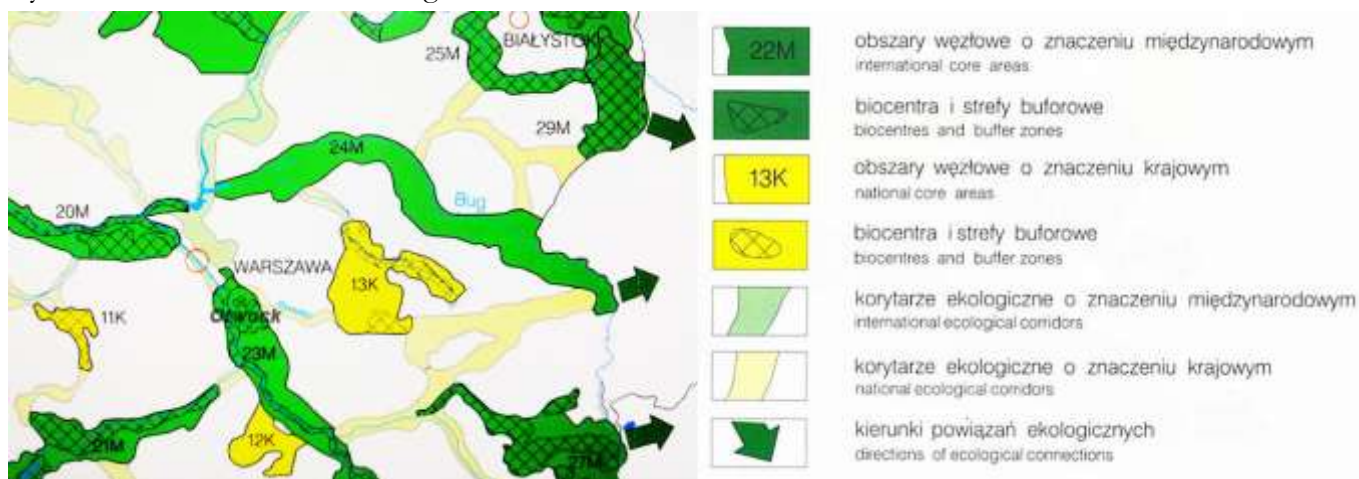 BIAŁYSTOK
25M
29M
24M
Bug
20M
WARSZAWA
13K
11K
Otwock
23M
12K
21M
27M
22M
obszary węzłowe o znaczeniu międzynarodowym
international core areas
biocentra i strefy buforowe
biocentres and buffer zones
13K
obszary węzłowe o znaczeniu krajowym
national core areas
biocentra i strefy buforowe
biocentres and buffer zones
korytarze ekologiczne o znaczeniu międzynarodowym
international ecological corridors
korytarze ekologiczne o znaczeniu krajowym
national ecological corridors
kierunki powiązań ekologicznych
directions of ecological connections